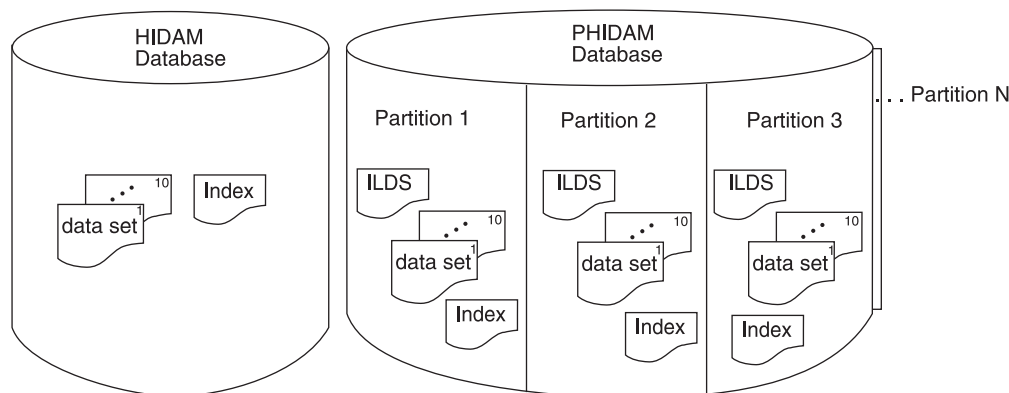 HIDAM
Database
10
Index
1
data set
PHIDAM
Database
Partition 1
ILDS
10
1
data set
Index
Partition 2
ILDS
10
1
data set
Index
Partition 3
ILDS
10
1
data set
Index
. . . Partition N